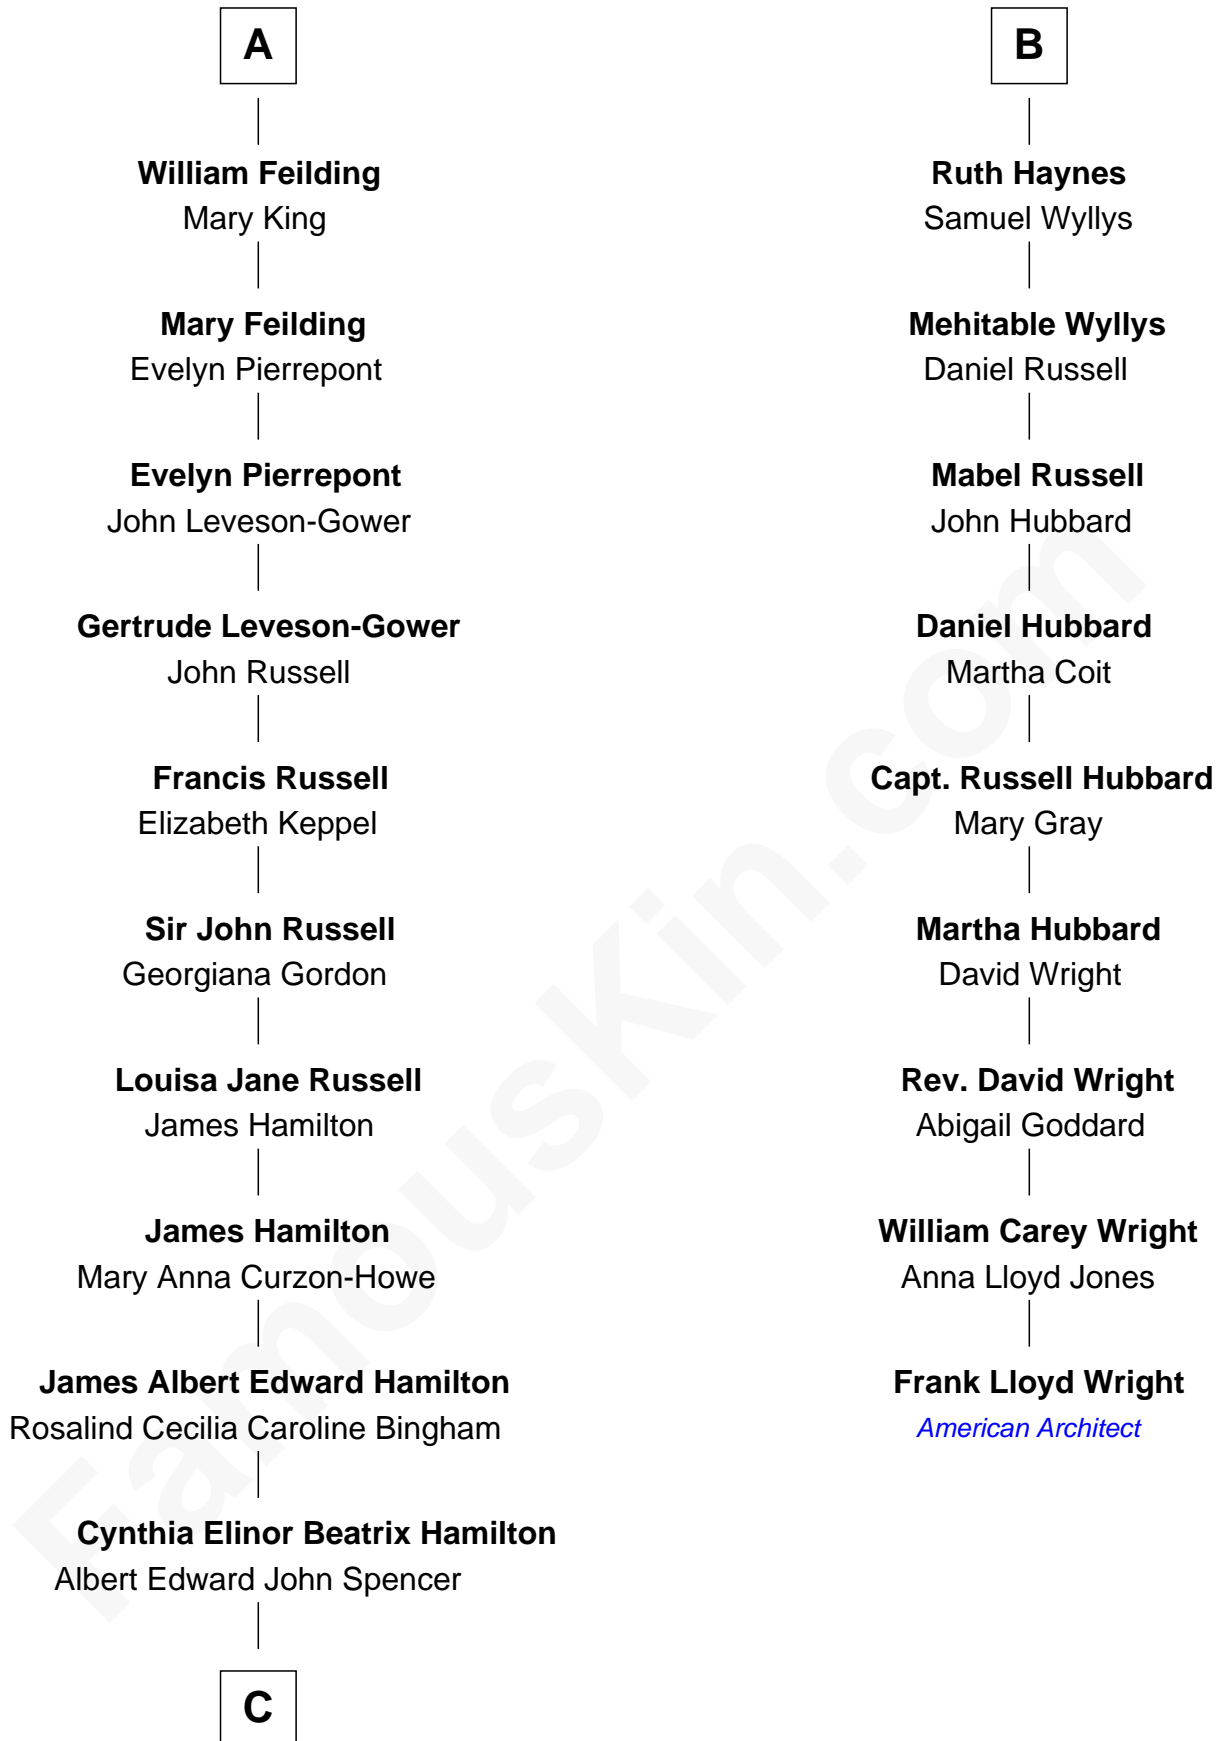 A
William Feilding
Mary King
Mary Feilding
Evelyn Pierrepont
Evelyn Pierrepont
John Leveson-Gower
Gertrude Leveson-Gower
John Russell
Francis Russell
Elizabeth Keppel
Sir John Russell
Georgiana Gordon
Louisa Jane Russell
James Hamilton
James Hamilton
Mary Anna Curzon-Howe
James Albert Edward Hamilton
Rosalind Cecilia Caroline Bingham
Cynthia Elinor Beatrix Hamilton
Albert Edward John Spencer
C
B
Ruth Haynes
Samuel Wyllys
Mehitable Wyllys
Daniel Russell
Mabel Russell
John Hubbard
Daniel Hubbard
Martha Coit
Capt. Russell Hubbard
Mary Gray
Martha Hubbard
David Wright
Rev. David Wright
Abigail Goddard
William Carey Wright
Anna Lloyd Jones
Frank Lloyd Wright
American Architect
FamousKin.com